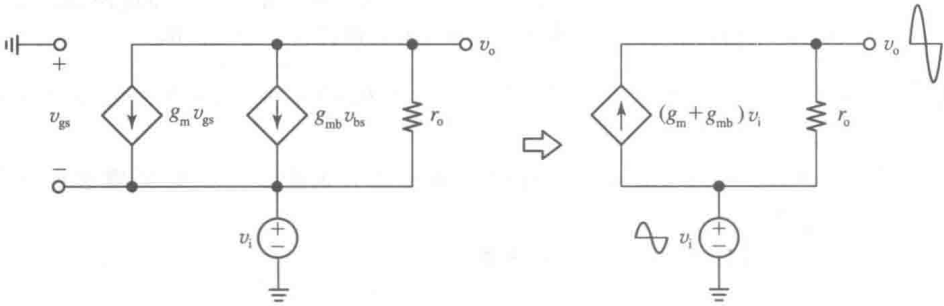 +
v_o
v_gs
g_m v_gs
g_mb v_bs
r_o
−
v_i
+
−
(g_m + g_mb) v_i
v_o
r_o
v_i
+
−